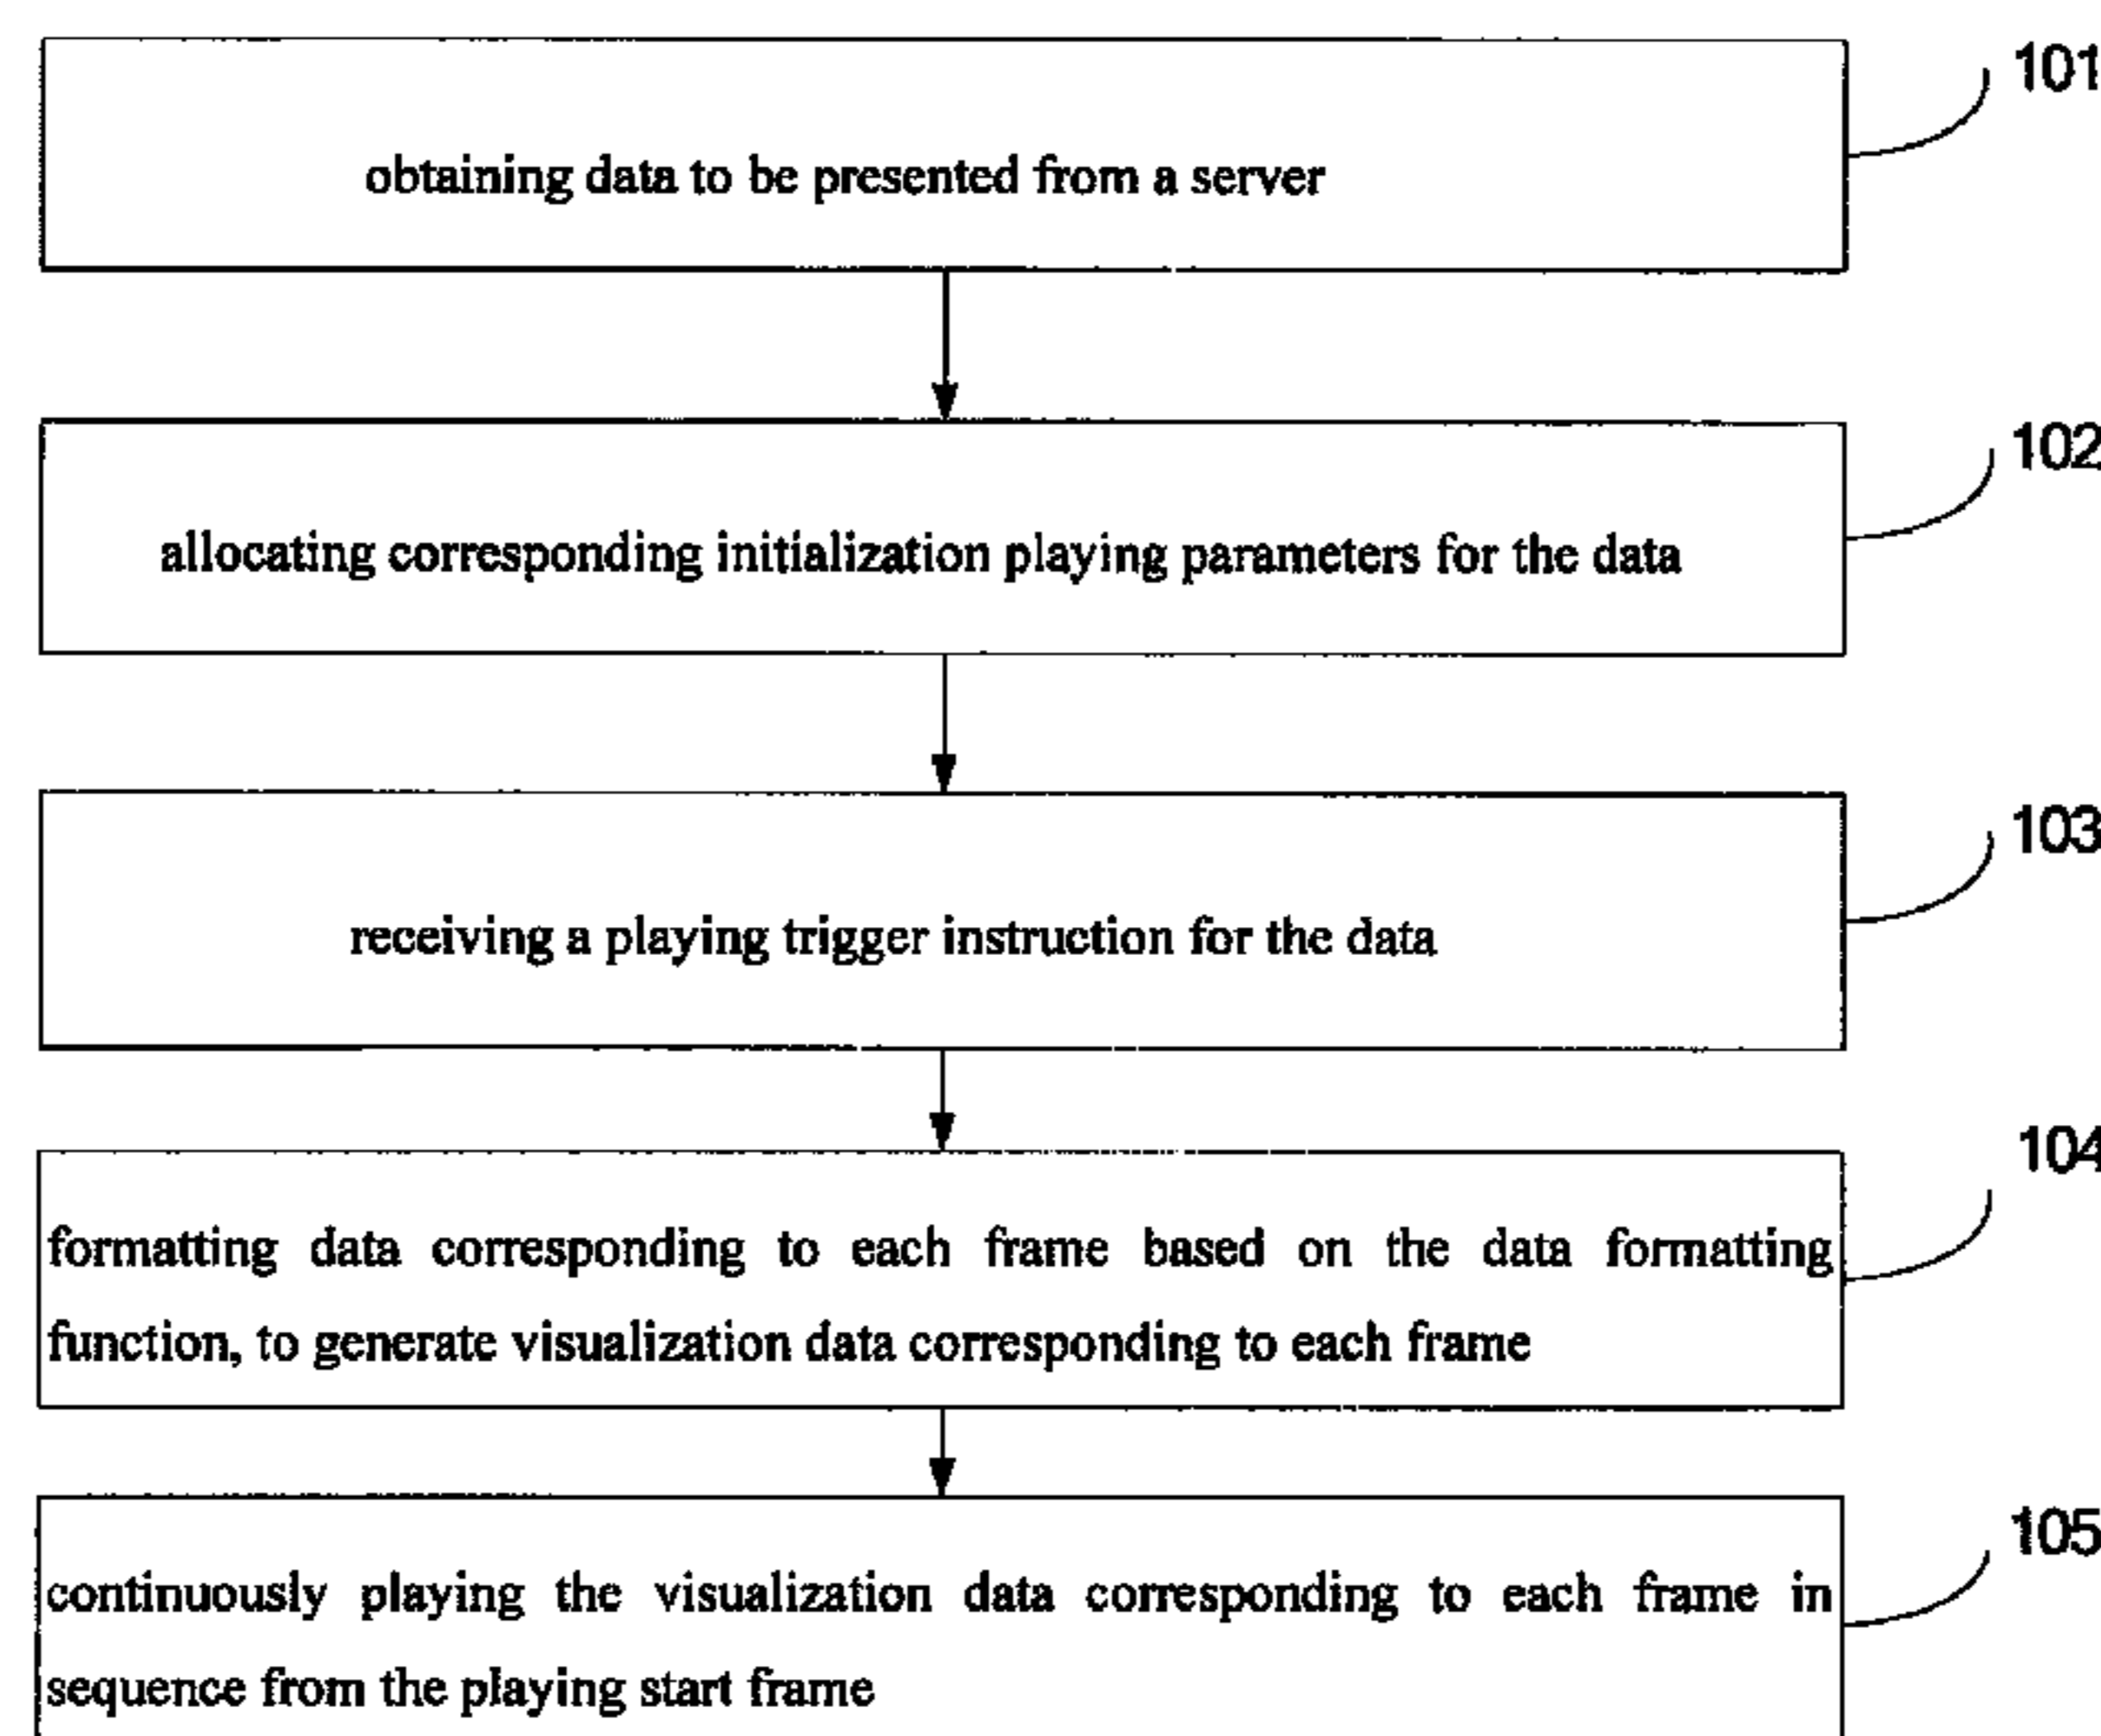 101
obtaining data to be presented from a server
102
allocating corresponding initialization playing parameters for the data
103
receiving a playing trigger instruction for the data
104
formatting data corresponding to each frame based on the data formatting
function, to generate visualization data corresponding to each frame
105
continuously playing the visualization data corresponding to each frame in
sequence from the playing start frame